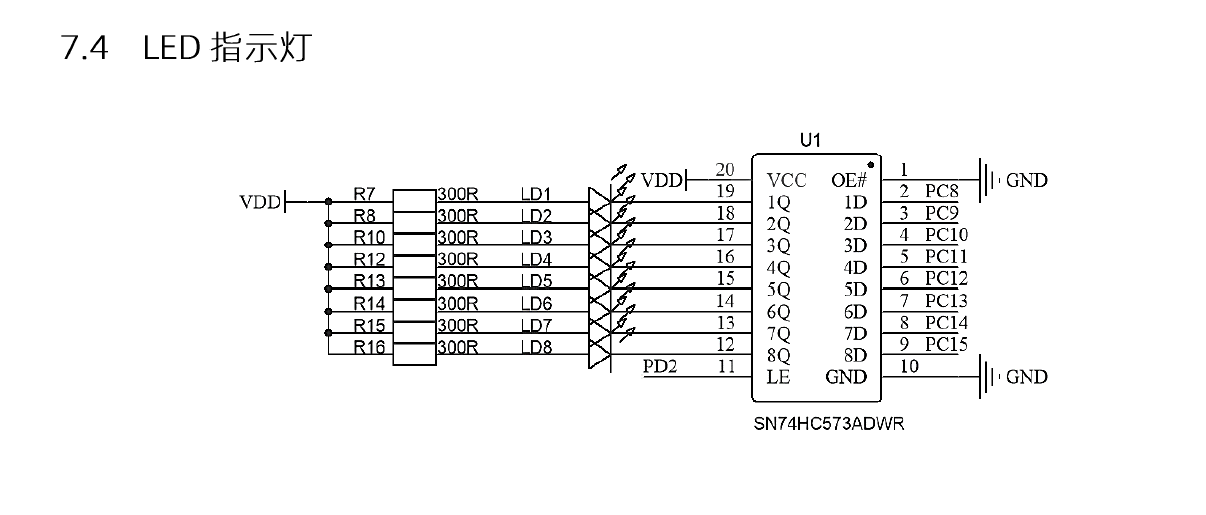 7.4 LED 指示灯
U1
VDD 20 VCC OE# 1 GND
VDD R7 300R LD1 19 1Q 1D 2 PC8
R8 300R LD2 18 2Q 2D 3 PC9
R10 300R LD3 17 3Q 3D 4 PC10
R12 300R LD4 16 4Q 4D 5 PC11
R13 300R LD5 15 5Q 5D 6 PC12
R14 300R LD6 14 6Q 6D 7 PC13
R15 300R LD7 13 7Q 7D 8 PC14
R16 300R LD8 12 8Q 8D 9 PC15
PD2 11 LE GND 10 GND
SN74HC573ADWR